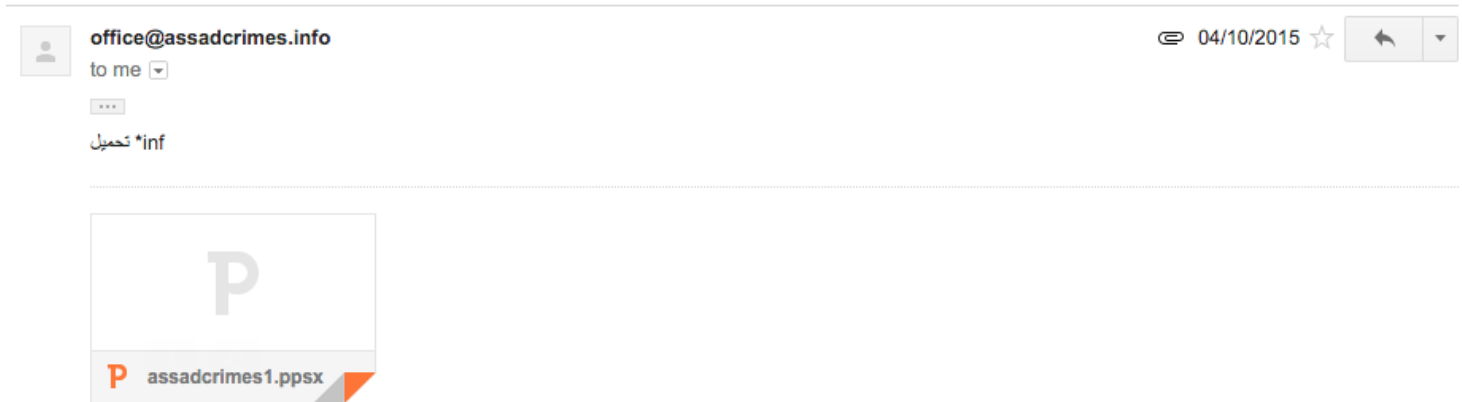 office@assadcrimes.info
04/10/2015
to me
...
تحميل *inf
P
P assadcrimes1.ppsx